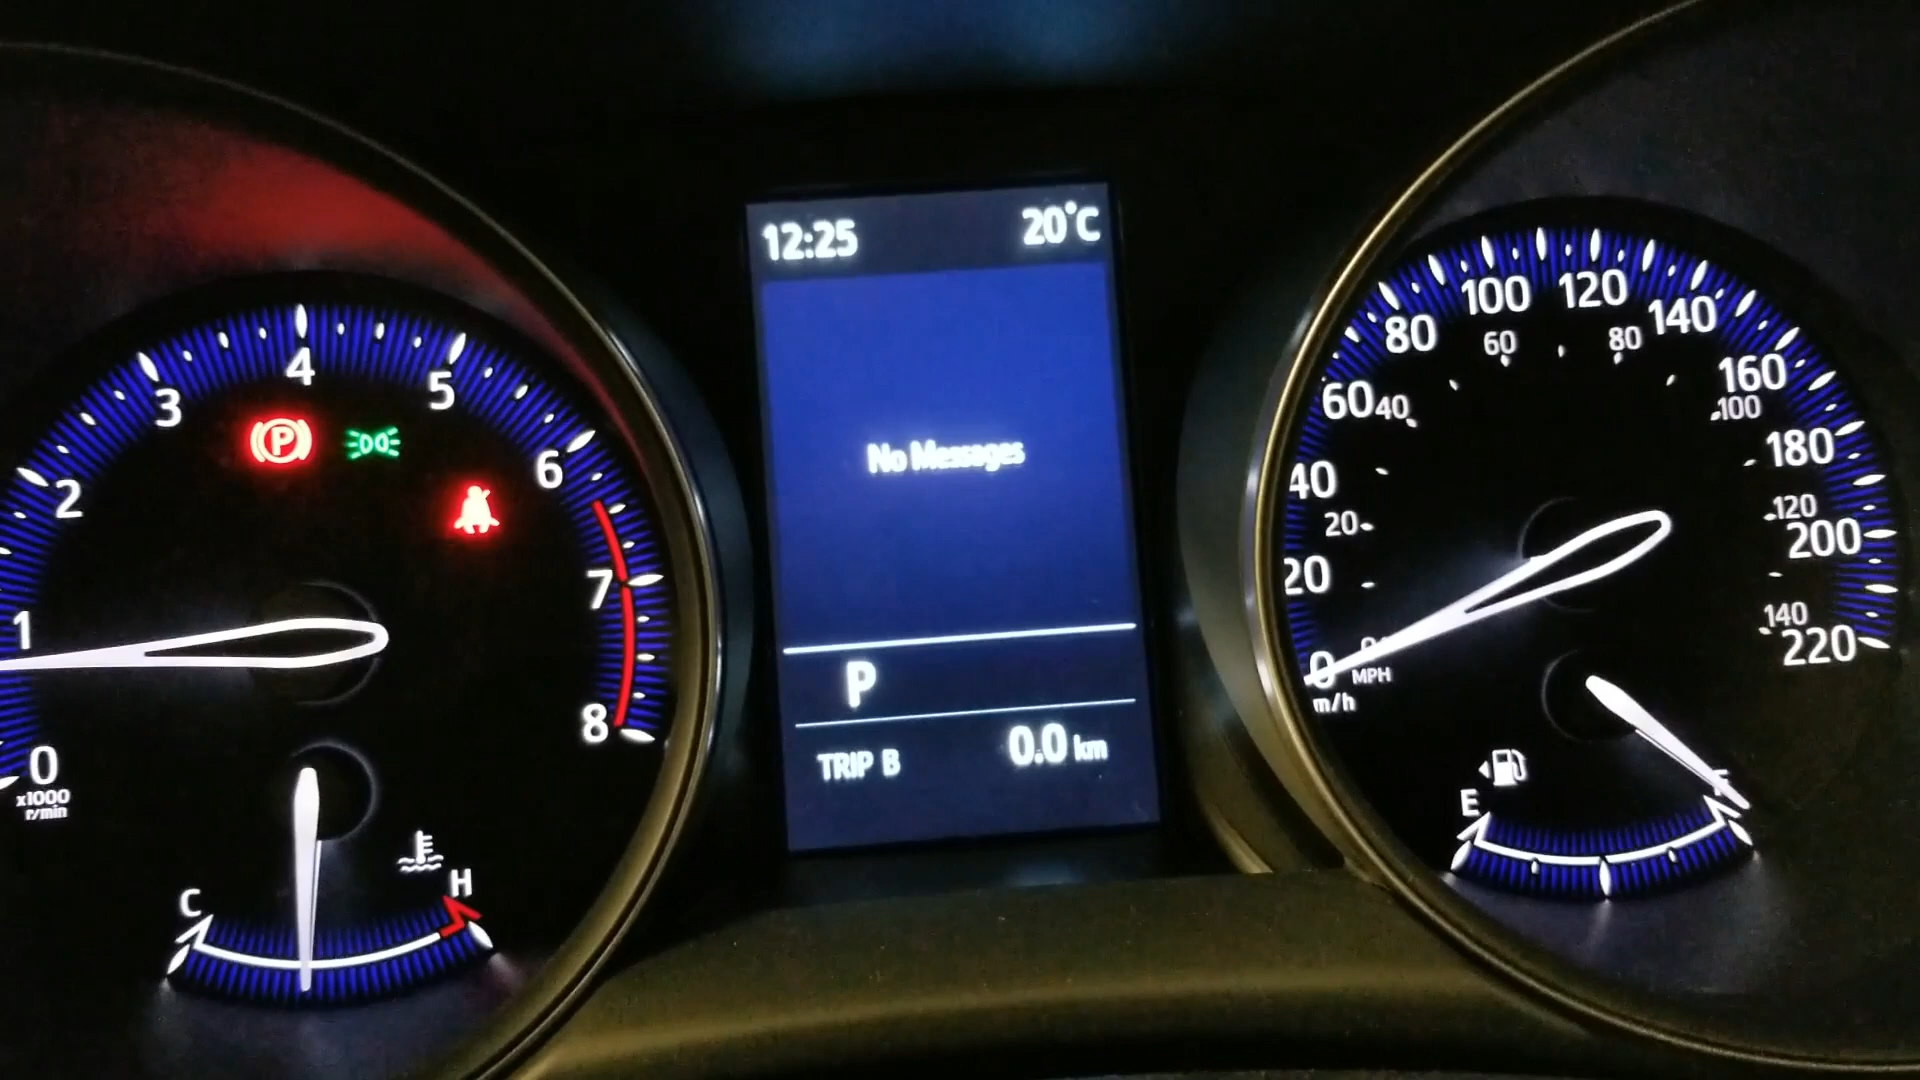 12:25 20°C
No Messages
P
TRIP B 0.0 km
0 1 2 3 4 5 6 7 8
x1000
r/min
P
C H
0 20 40 60 80 100 120 140 160 180 200 220
20 40 60 80 100 120 140
MPH
m/h
E F